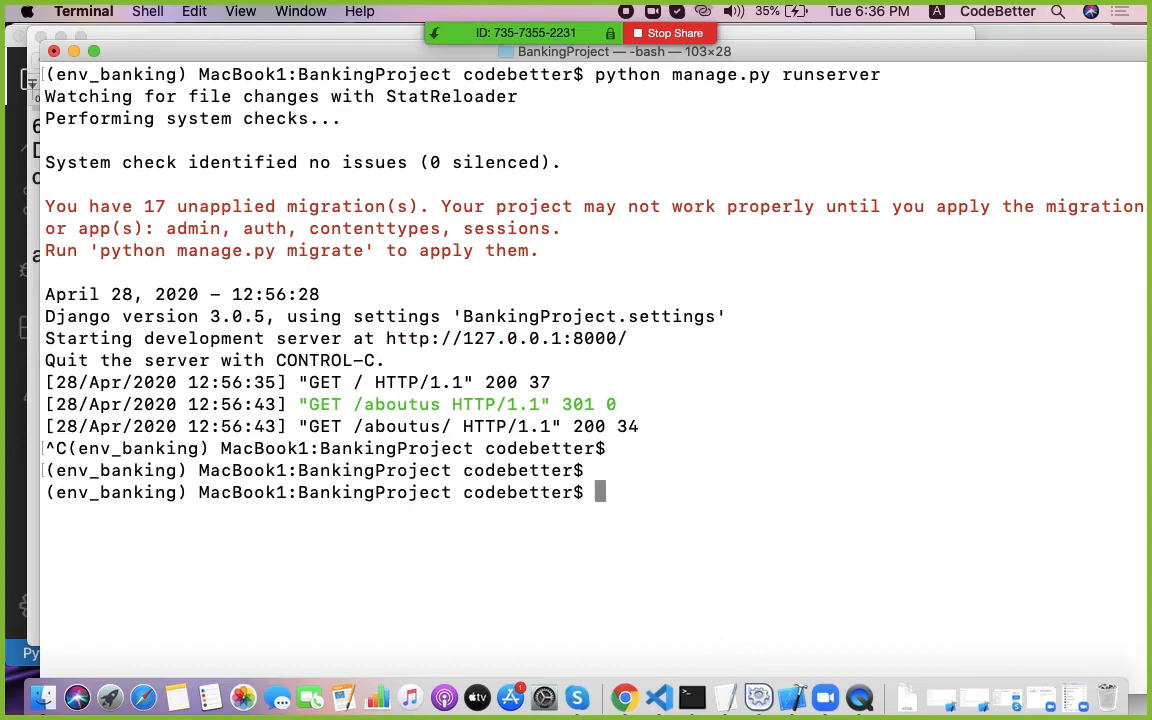 Terminal Shell Edit View Window Help 35% Tue 6:36 PM A CodeBetter
ID: 735-7355-2231 Stop Share
BankingProject — -bash — 103×28
(env_banking) MacBook1:BankingProject codebetter$ python manage.py runserver
Watching for file changes with StatReloader
Performing system checks...
System check identified no issues (0 silenced).
You have 17 unapplied migration(s). Your project may not work properly until you apply the migration
or app(s): admin, auth, contenttypes, sessions.
Run 'python manage.py migrate' to apply them.
April 28, 2020 - 12:56:28
Django version 3.0.5, using settings 'BankingProject.settings'
Starting development server at http://127.0.0.1:8000/
Quit the server with CONTROL-C.
[28/Apr/2020 12:56:35] "GET / HTTP/1.1" 200 37
[28/Apr/2020 12:56:43] "GET /aboutus HTTP/1.1" 301 0
[28/Apr/2020 12:56:43] "GET /aboutus/ HTTP/1.1" 200 34
^C(env_banking) MacBook1:BankingProject codebetter$
(env_banking) MacBook1:BankingProject codebetter$
(env_banking) MacBook1:BankingProject codebetter$
Py
tv
1